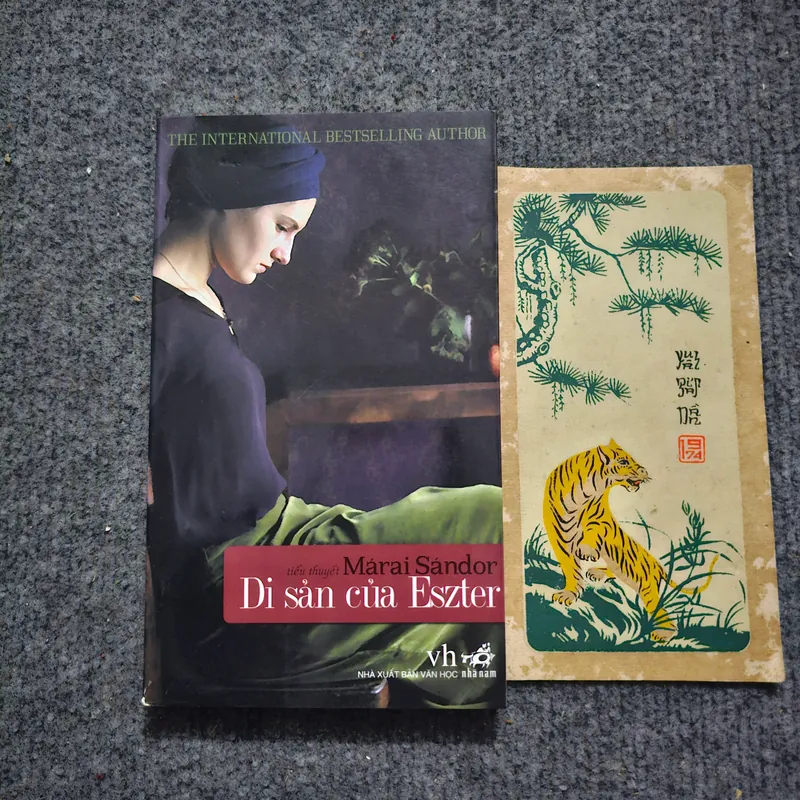 THE INTERNATIONAL BESTSELLING AUTHOR
tiểu thuyết Márai Sándor
Di sản của Eszter
vh
NHÀ XUẤT BẢN VĂN HỌC nhã nam
1974